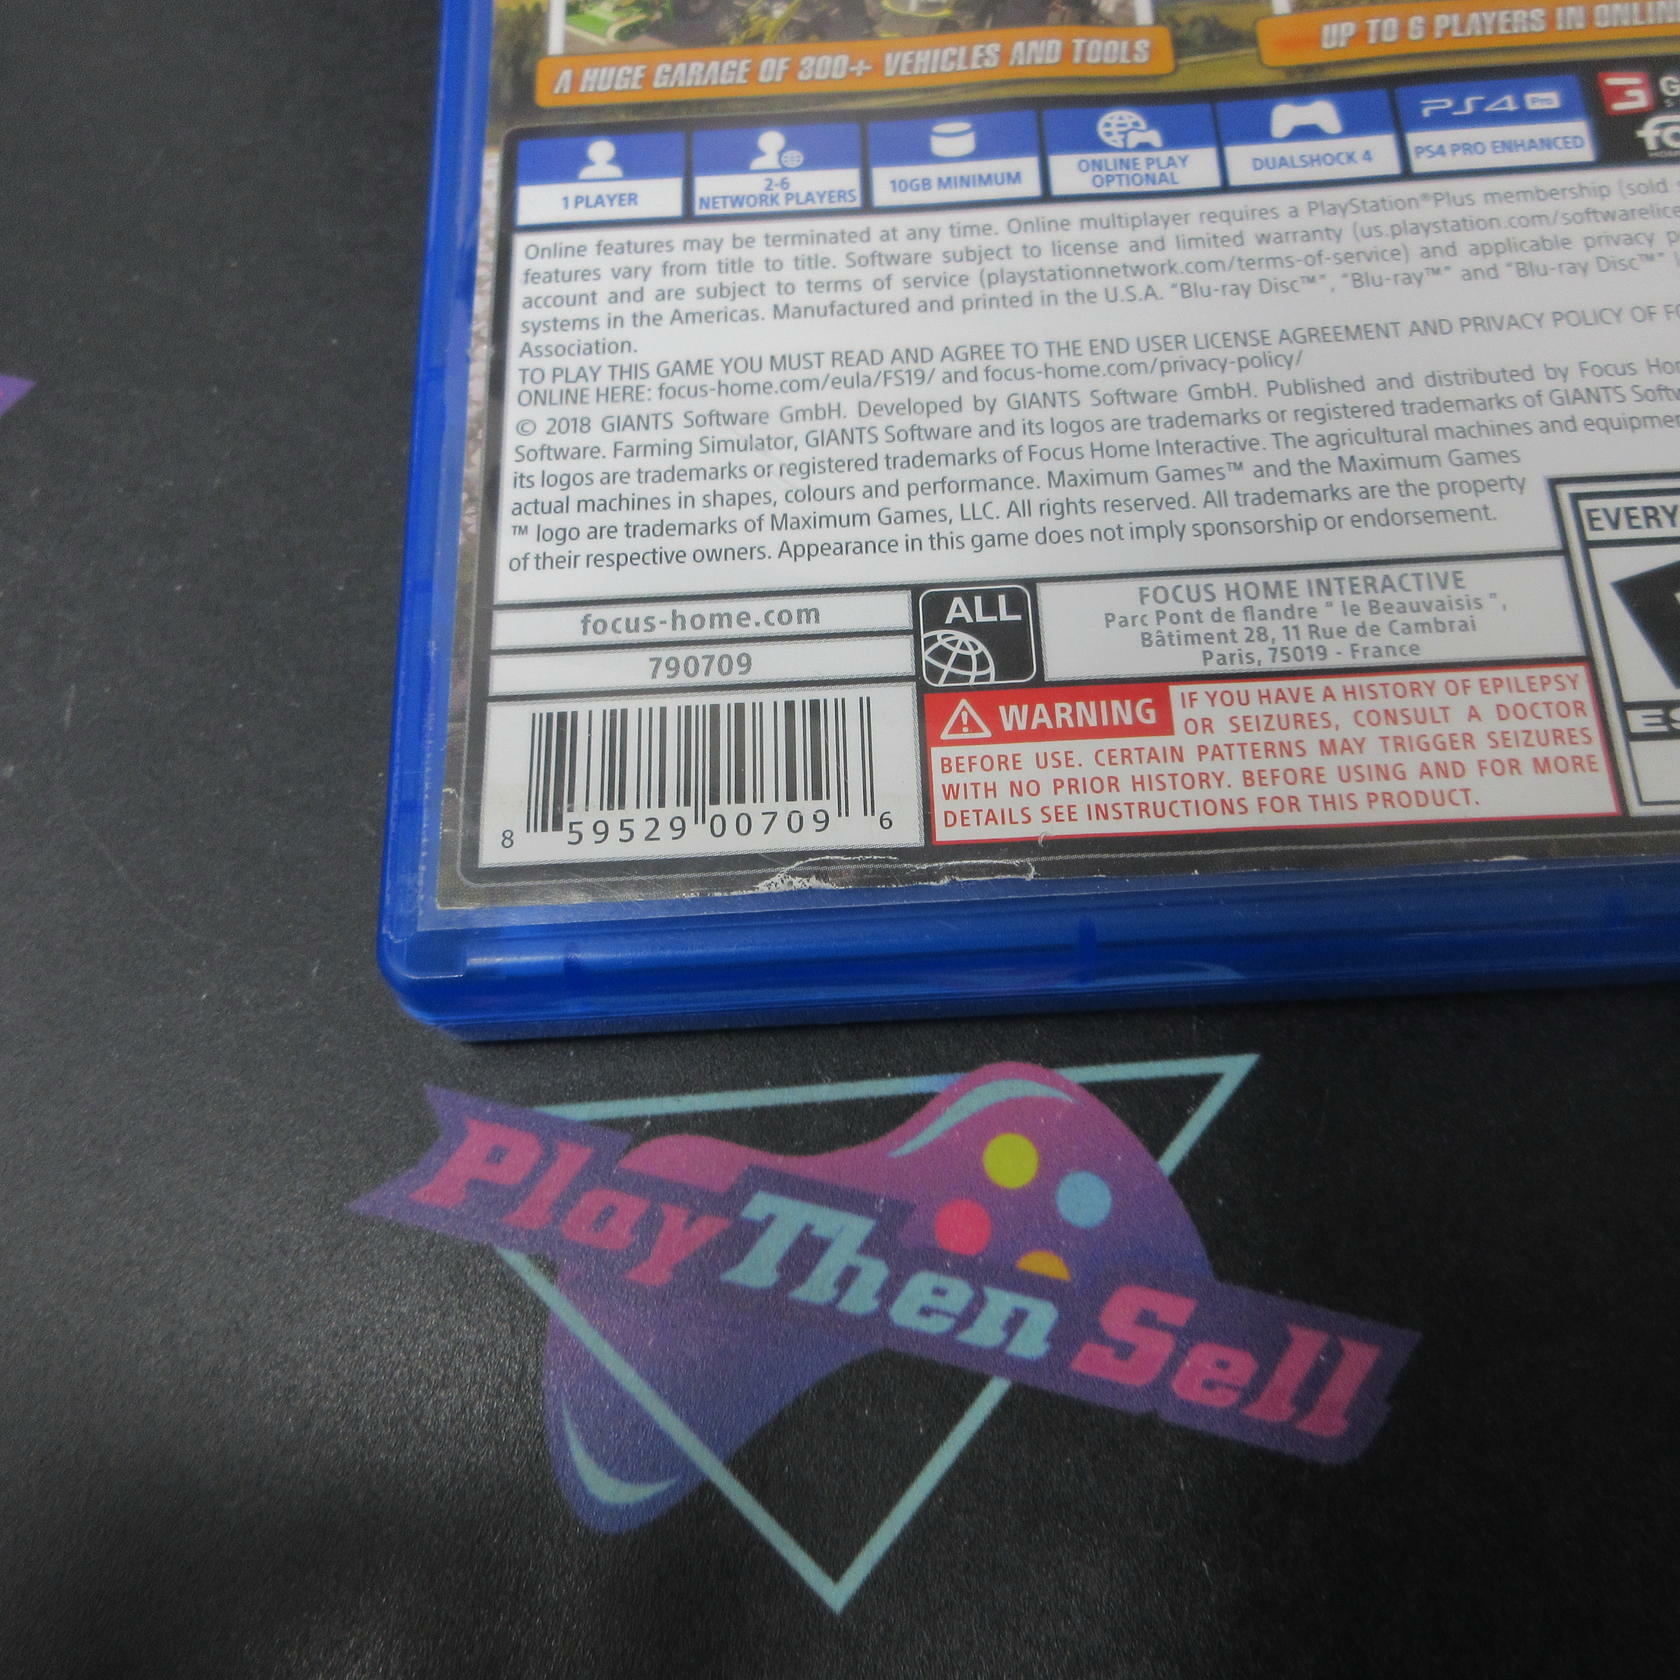 A HUGE GARAGE OF 300+ VEHICLES AND TOOLS
UP TO 6 PLAYERS IN ONLIN
1 PLAYER
2-6
NETWORK PLAYERS
10GB MINIMUM
ONLINE PLAY
OPTIONAL
DUALSHOCK 4
PS4 Pro
PS4 PRO ENHANCED
Online features may be terminated at any time. Online multiplayer requires a PlayStation®Plus membership (sold
features vary from title to title. Software subject to license and limited warranty (us.playstation.com/softwarelice
account and are subject to terms of service (playstationnetwork.com/terms-of-service) and applicable privacy
systems in the Americas. Manufactured and printed in the U.S.A. "Blu-ray Disc™", "Blu-ray™" and "Blu-ray Disc™"
Association.
TO PLAY THIS GAME YOU MUST READ AND AGREE TO THE END USER LICENSE AGREEMENT AND PRIVACY POLICY OF FO
ONLINE HERE: focus-home.com/eula/FS19/ and focus-home.com/privacy-policy/
© 2018 GIANTS Software GmbH. Developed by GIANTS Software GmbH. Published and distributed by Focus Hom
Software. Farming Simulator, GIANTS Software and its logos are trademarks or registered trademarks of GIANTS Softw
its logos are trademarks or registered trademarks of Focus Home Interactive. The agricultural machines and equipmen
actual machines in shapes, colours and performance. Maximum Games™ and the Maximum Games
™ logo are trademarks of Maximum Games, LLC. All rights reserved. All trademarks are the property
of their respective owners. Appearance in this game does not imply sponsorship or endorsement.
EVERY
focus-home.com
790709
ALL
FOCUS HOME INTERACTIVE
Parc Pont de flandre " le Beauvaisis ",
Bâtiment 28, 11 Rue de Cambrai
Paris, 75019 - France
WARNING IF YOU HAVE A HISTORY OF EPILEPSY
OR SEIZURES, CONSULT A DOCTOR
BEFORE USE. CERTAIN PATTERNS MAY TRIGGER SEIZURES
WITH NO PRIOR HISTORY. BEFORE USING AND FOR MORE
DETAILS SEE INSTRUCTIONS FOR THIS PRODUCT.
ES
8 59529 00709 6
Play Then Sell